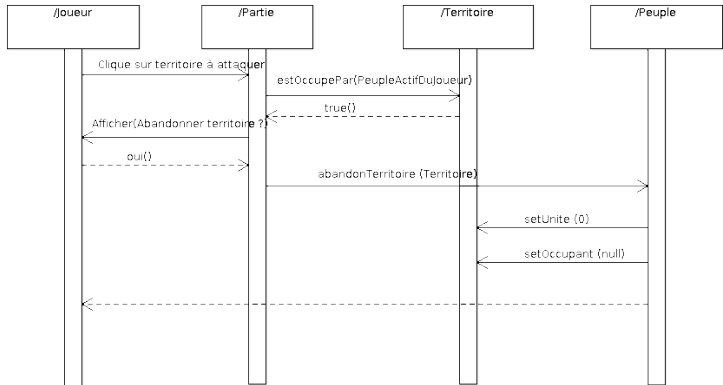 /Joueur
/Partie
/Territoire
/Peuple
Clique sur territoire à attaquer
estOccupePar(PeupleActifDuJoueur)
true()
Afficher(Abandonner territoire ?)
oui()
abandonTerritoire (Territoire)
setUnite (0)
setOccupant (null)